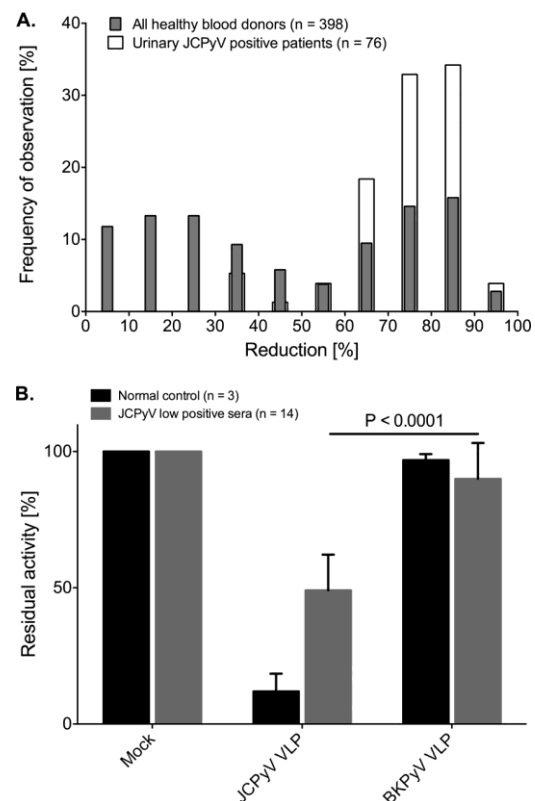 A.
All healthy blood donors (n = 398)
Urinary JCPyV positive patients (n = 76)
Frequency of observation [%]
40
30
20
10
0
0 10 20 30 40 50 60 70 80 90 100
Reduction [%]
B.
Normal control (n = 3)
JCPyV low positive sera (n = 14)
P < 0.0001
Residual activity [%]
100
50
0
Mock
JCPyV VLP
BKPyV VLP